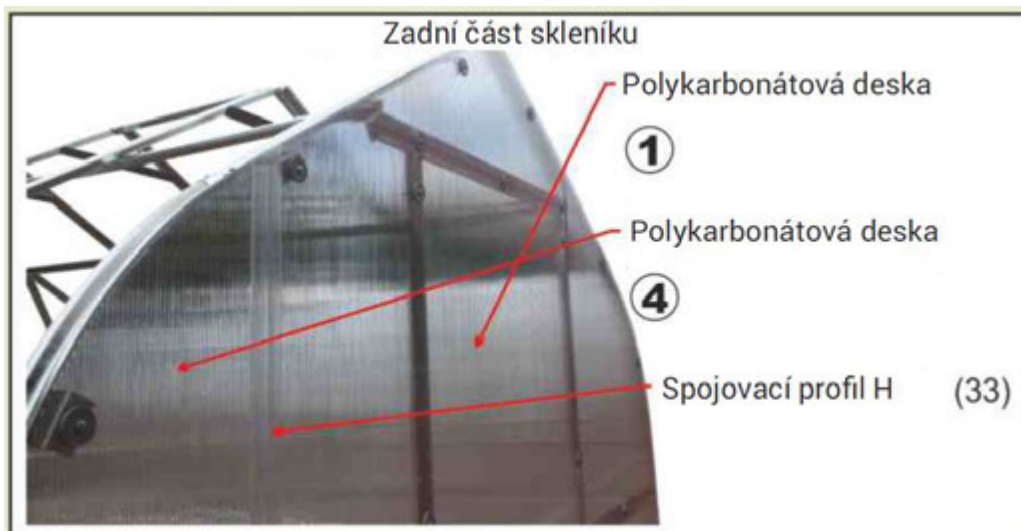 Zadní část skleníku
Polykarbonátová deska
1
Polykarbonátová deska
4
Spojovací profil H (33)